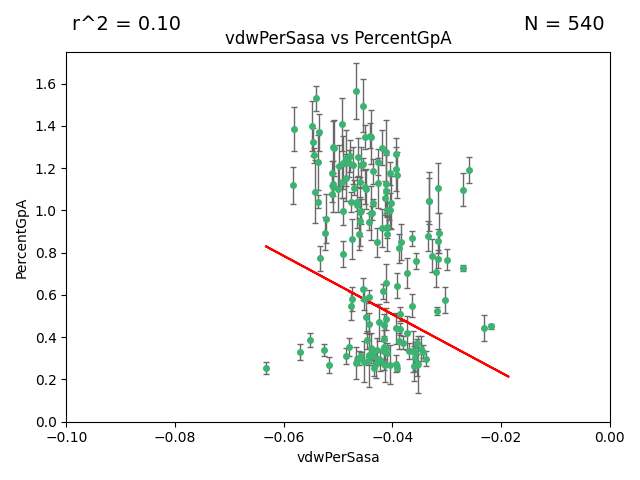 r^2 = 0.10
N = 540
vdwPerSasa vs PercentGpA
PercentGpA
1.6
1.4
1.2
1.0
0.8
0.6
0.4
0.2
0.0
−0.10 −0.08 −0.06 −0.04 −0.02 0.00
vdwPerSasa